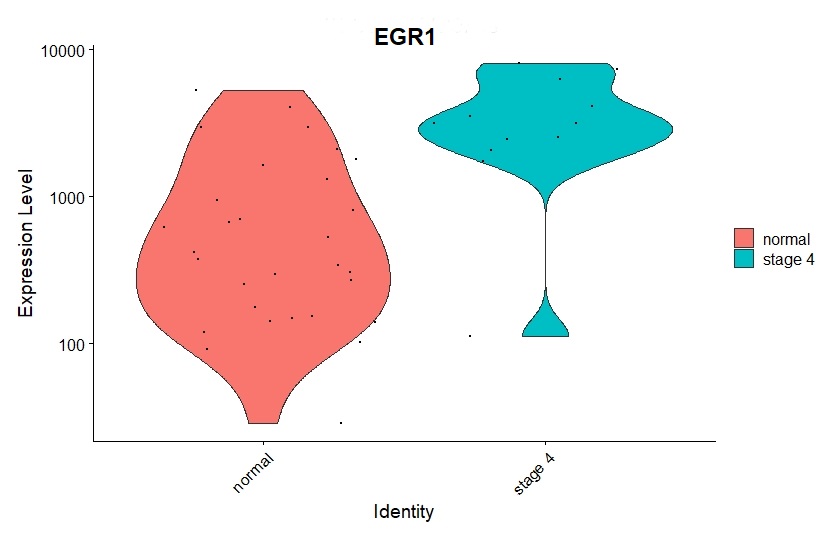 EGR1
10000
1000
100
Expression Level
normal
stage 4
Identity
normal
stage 4